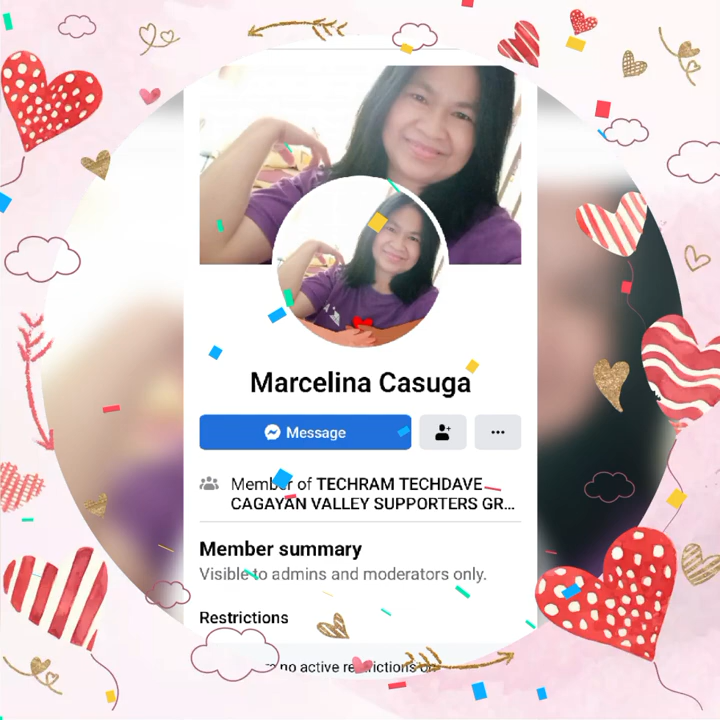 Marcelina Casuga
Message
Member of TECHRAM TECHDAVE
CAGAYAN VALLEY SUPPORTERS GR...
Member summary
Visible to admins and moderators only.
Restrictions
no active restrictions on